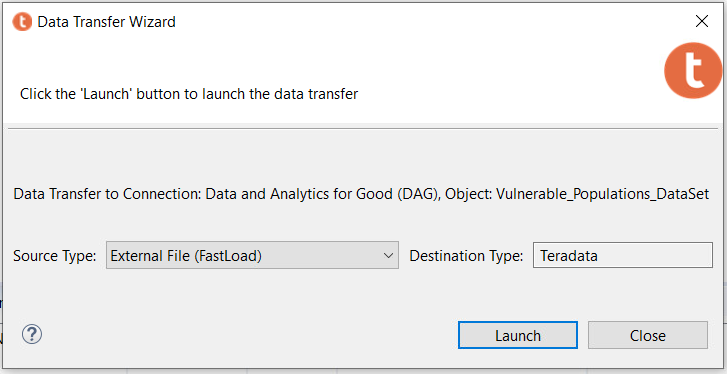 Data Transfer Wizard
t
Click the 'Launch' button to launch the data transfer
Data Transfer to Connection: Data and Analytics for Good (DAG), Object: Vulnerable_Populations_DataSet
Source Type: External File (FastLoad) Destination Type: Teradata
? Launch Close